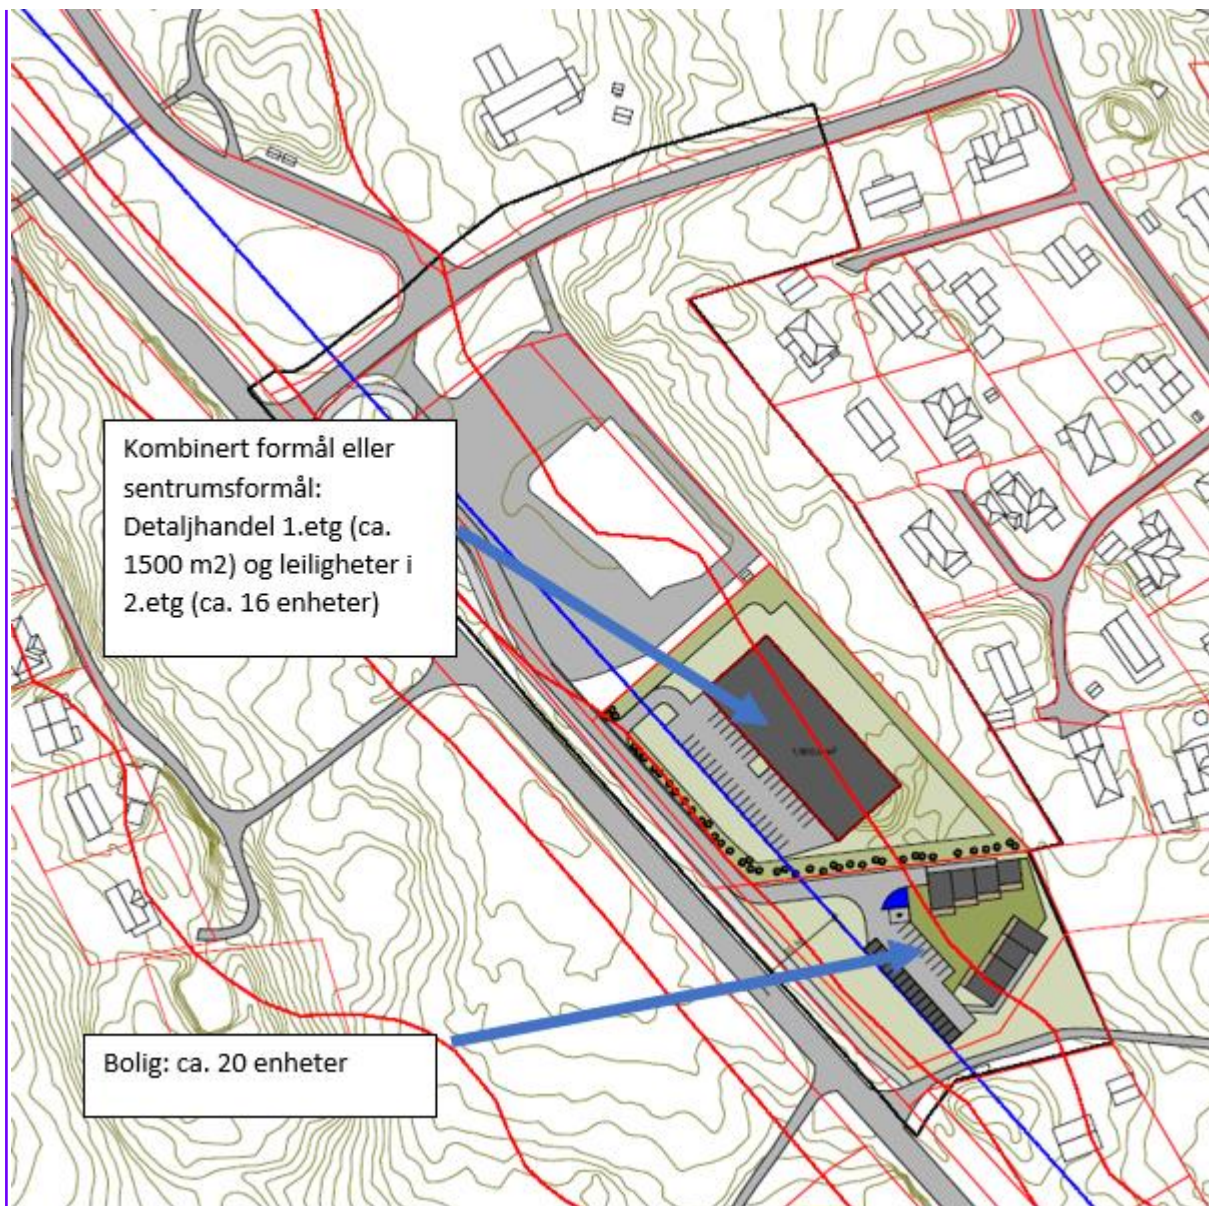 Kombinert formål eller
sentrumsformål:
Detaljhandel 1.etg (ca.
1500 m2) og leiligheter i
2.etg (ca. 16 enheter)
Bolig: ca. 20 enheter